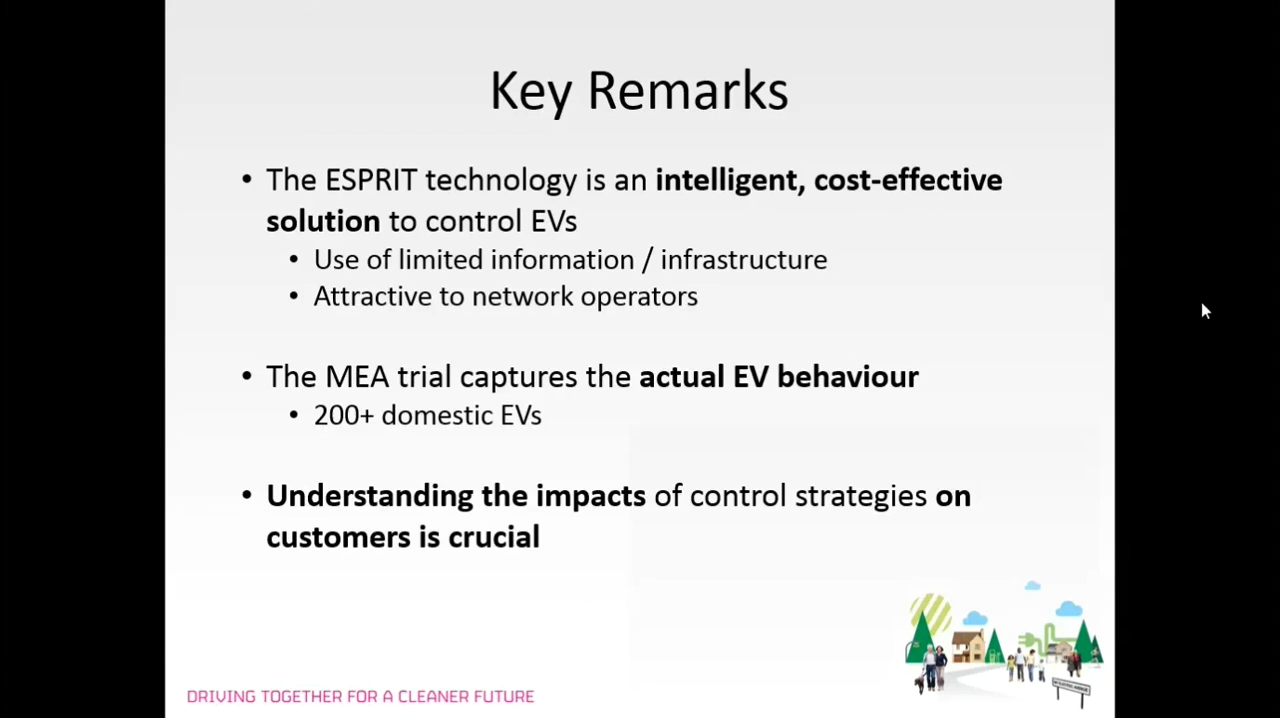 Key Remarks
• The ESPRIT technology is an intelligent, cost-effective
solution to control EVs
• Use of limited information / infrastructure
• Attractive to network operators
• The MEA trial captures the actual EV behaviour
• 200+ domestic EVs
• Understanding the impacts of control strategies on
customers is crucial
DRIVING TOGETHER FOR A CLEANER FUTURE